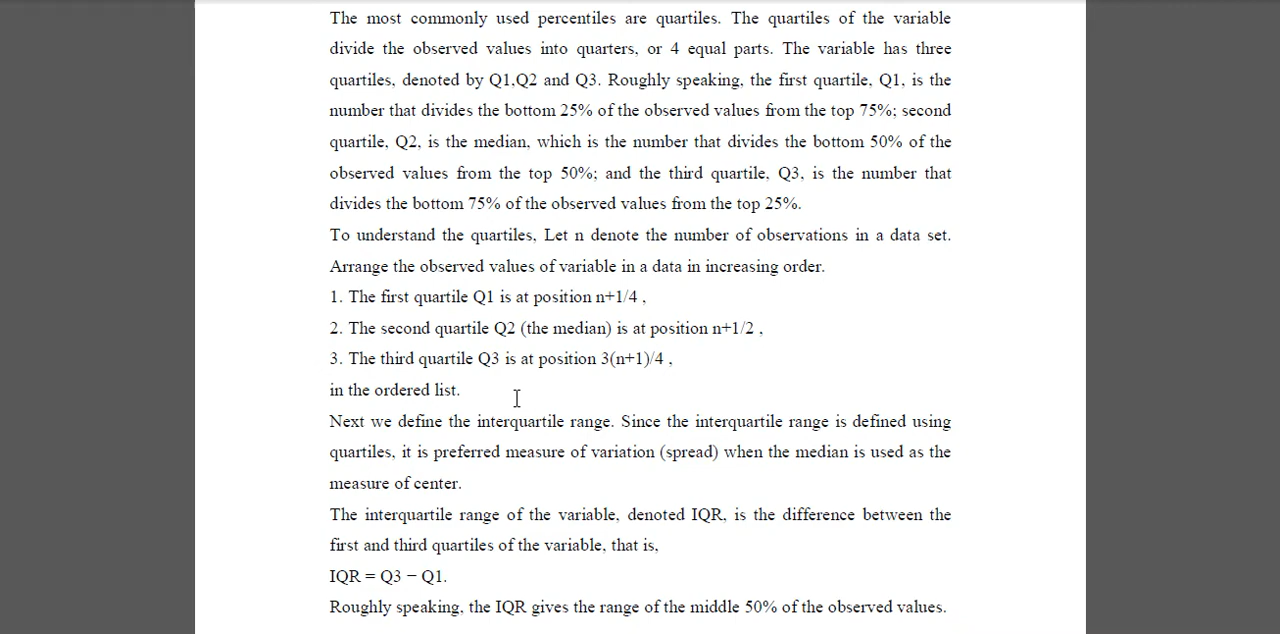 The most commonly used percentiles are quartiles. The quartiles of the variable
divide the observed values into quarters, or 4 equal parts. The variable has three
quartiles, denoted by Q1,Q2 and Q3. Roughly speaking, the first quartile, Q1, is the
number that divides the bottom 25% of the observed values from the top 75%; second
quartile, Q2, is the median, which is the number that divides the bottom 50% of the
observed values from the top 50%; and the third quartile, Q3, is the number that
divides the bottom 75% of the observed values from the top 25%.
To understand the quartiles, Let n denote the number of observations in a data set.
Arrange the observed values of variable in a data in increasing order.
1. The first quartile Q1 is at position n+1/4 ,
2. The second quartile Q2 (the median) is at position n+1/2 ,
3. The third quartile Q3 is at position 3(n+1)/4 ,
in the ordered list.
Next we define the interquartile range. Since the interquartile range is defined using
quartiles, it is preferred measure of variation (spread) when the median is used as the
measure of center.
The interquartile range of the variable, denoted IQR, is the difference between the
first and third quartiles of the variable, that is,
IQR = Q3 − Q1.
Roughly speaking, the IQR gives the range of the middle 50% of the observed values.